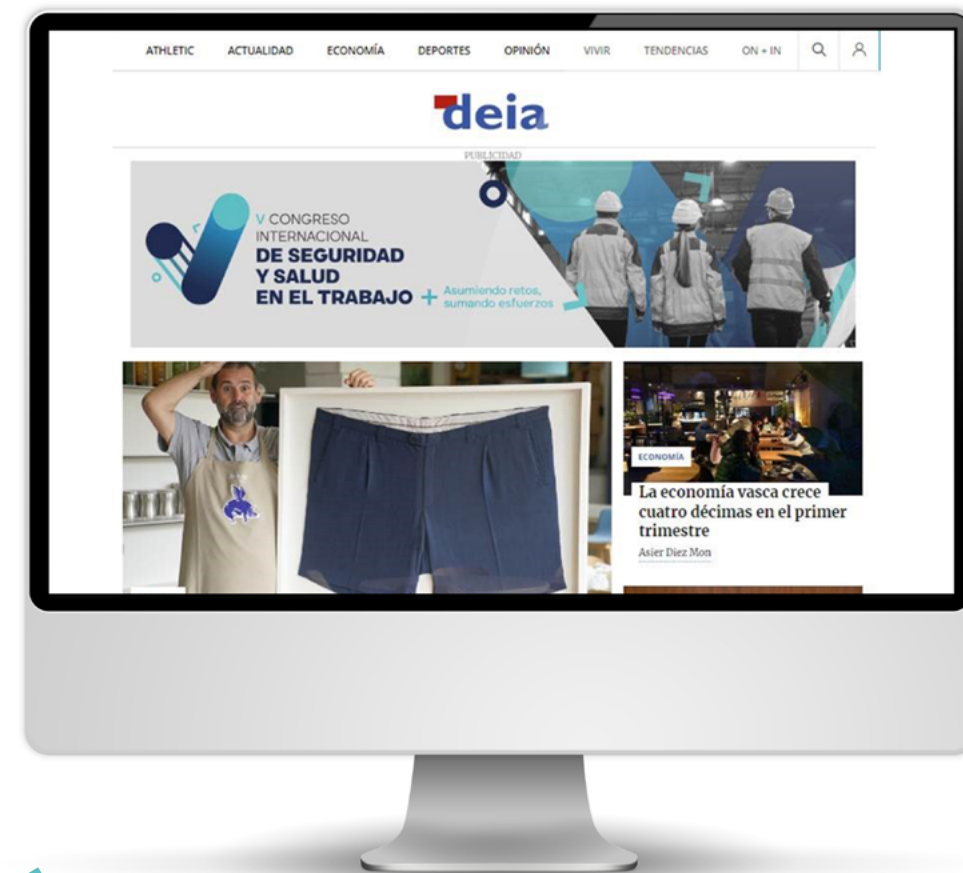 ATHLETIC ACTUALIDAD ECONOMÍA DEPORTES OPINIÓN VIVIR TENDENCIAS ON + IN
deia
PUBLICIDAD
V CONGRESO
INTERNACIONAL
DE SEGURIDAD
Y SALUD
EN EL TRABAJO + Asumiendo retos,
sumando esfuerzos
ECONOMÍA
La economía vasca crece
cuatro décimas en el primer
trimestre
Asier Diez Mon